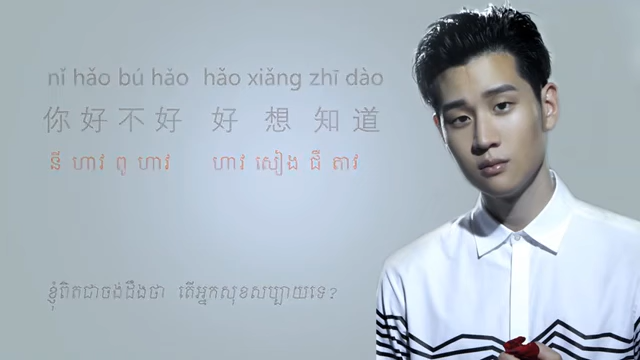 nǐ hǎo bú hǎo hǎo xiǎng zhī dào
你好不好 好想知道
នី ហាវ ពូ ហាវ ហាវ សៀង ជឺ តាវ
ខ្ញុំពិតជាចង់ដឹងថា តើអ្នកសុខសប្បាយទេ?